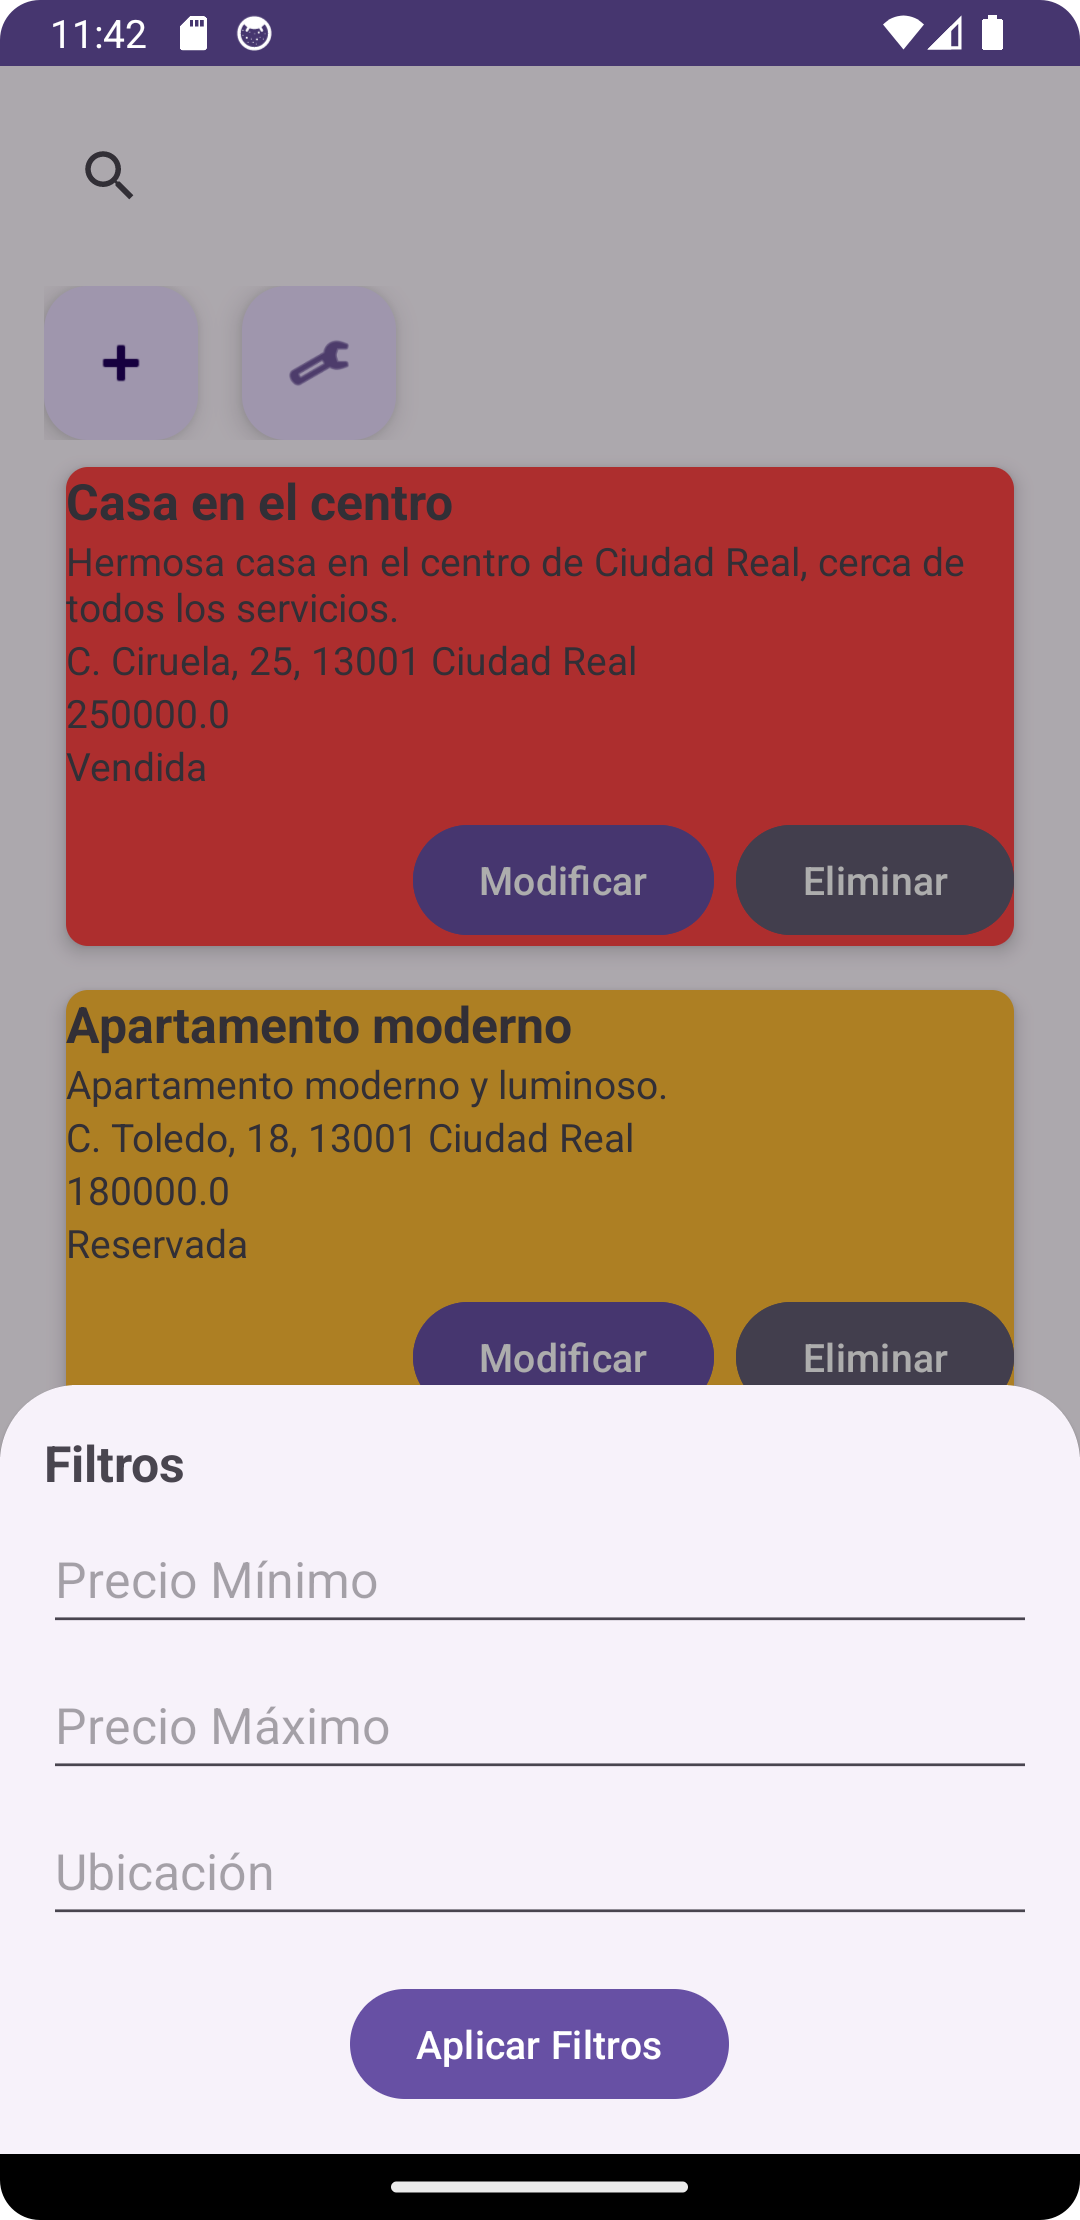 11:42
Casa en el centro
Hermosa casa en el centro de Ciudad Real, cerca de
todos los servicios.
C. Ciruela, 25, 13001 Ciudad Real
250000.0
Vendida
Modificar Eliminar
Apartamento moderno
Apartamento moderno y luminoso.
C. Toledo, 18, 13001 Ciudad Real
180000.0
Reservada
Modificar Eliminar
Filtros
Precio Mínimo
Precio Máximo
Ubicación
Aplicar Filtros